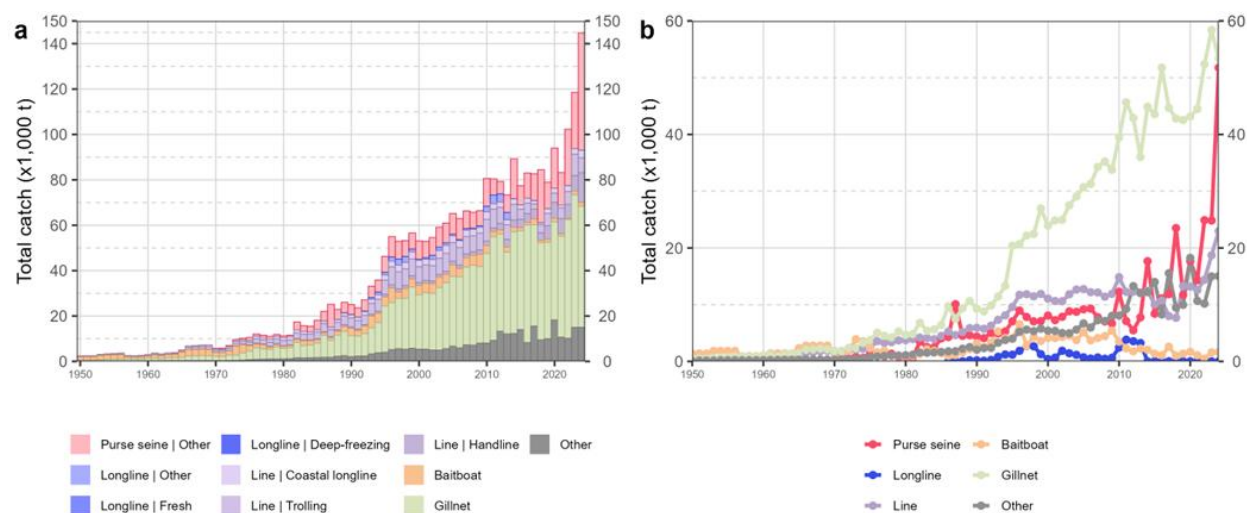 a
Total catch (x1,000 t)
150
140
120
100
80
60
40
20
0
150
140
120
100
80
60
40
20
0
1950 1960 1970 1980 1990 2000 2010 2020
b
Total catch (x1,000 t)
60
40
20
0
60
40
20
0
1950 1960 1970 1980 1990 2000 2010 2020
Purse seine | Other Longline | Deep-freezing Line | Handline Other
Longline | Other Line | Coastal longline Baitboat
Longline | Fresh Line | Trolling Gillnet
Purse seine Baitboat
Longline Gillnet
Line Other